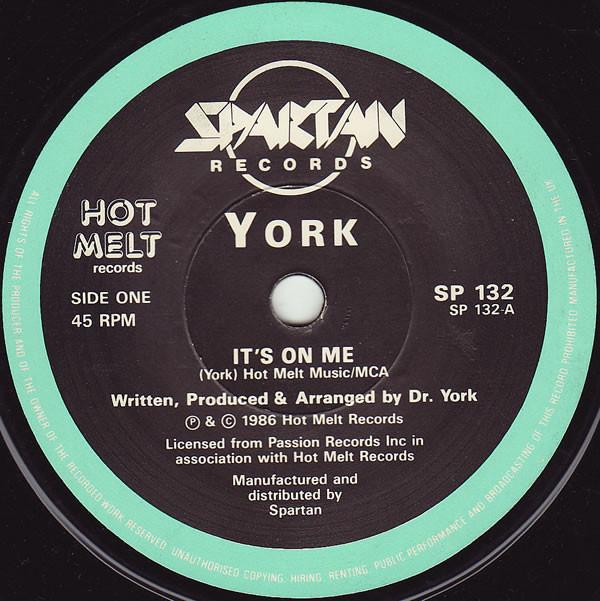 SPARTAN
RECORDS
YORK
HOT
MELT
records
SIDE ONE
45 RPM
SP 132
SP 132-A
IT'S ON ME
(York) Hot Melt Music/MCA
Written, Produced & Arranged by Dr. York
Ⓟ & © 1986 Hot Melt Records
Licensed from Passion Records Inc in
association with Hot Melt Records
Manufactured and
distributed by
Spartan
ALL RIGHTS OF THE PRODUCER AND OF THE OWNER OF THE RECORDED WORK RESERVED. UNAUTHORISED COPYING, HIRING, RENTING, PUBLIC PERFORMANCE AND BROADCASTING OF THIS RECORD PROHIBITED. MANUFACTURED IN THE UK